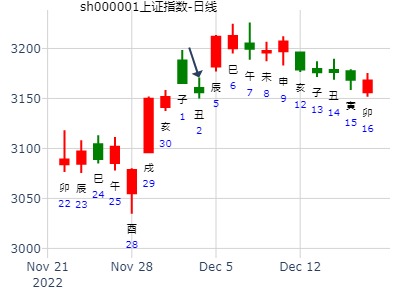 sh000001上证指数-日线
3200
3150
3100
3050
3000
卯
22
辰
23
巳
24
午
25
酉
28
戌
29
亥
30
子
1
丑
2
辰
5
巳
6
午
7
未
8
申
9
亥
12
子
13
丑
14
寅
15
卯
16
Nov 21
2022
Nov 28
Dec 5
Dec 12